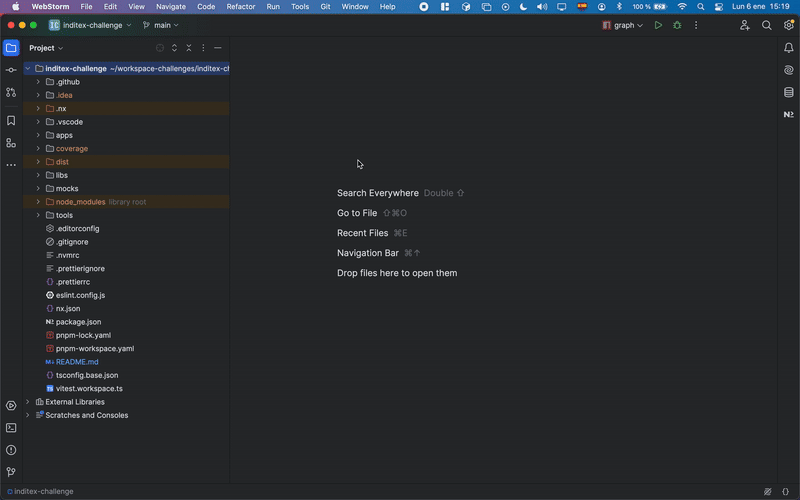 WebStorm File Edit View Navigate Code Refactor Run Tools Git Window Help 100 % Lun 6 ene 15:19
IC inditex-challenge main graph
Project
inditex-challenge ~/workspace-challenges/inditex-ch
.github
.idea
.nx
.vscode
apps
coverage
dist
libs
mocks
node_modules library root
tools
.editorconfig
.gitignore
.nvmrc
.prettierignore
.prettierrc
eslint.config.js
nx.json
package.json
pnpm-lock.yaml
pnpm-workspace.yaml
README.md
tsconfig.base.json
vitest.workspace.ts
External Libraries
Scratches and Consoles
Search Everywhere Double ⇧
Go to File ⇧⌘O
Recent Files ⌘E
Navigation Bar ⌘↑
Drop files here to open them
inditex-challenge